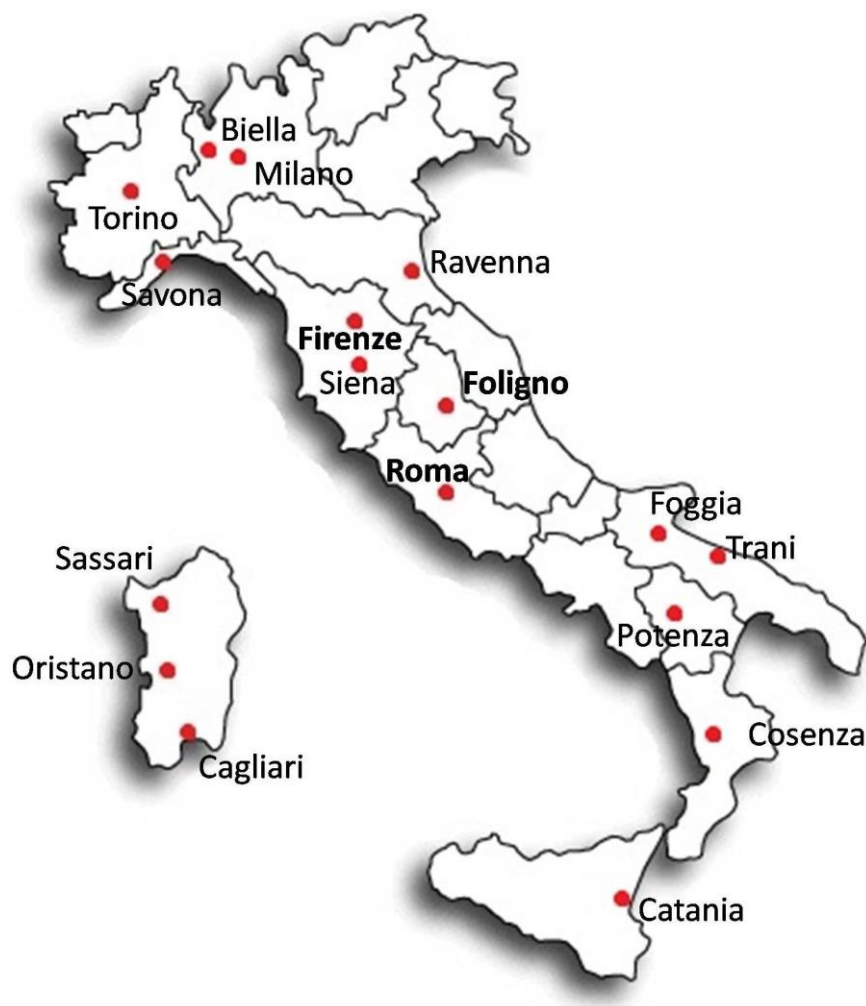 Biella
Milano
Torino
Ravenna
Savona
Firenze
Siena
Foligno
Roma
Foggia
Trani
Sassari
Potenza
Oristano
Cosenza
Cagliari
Catania